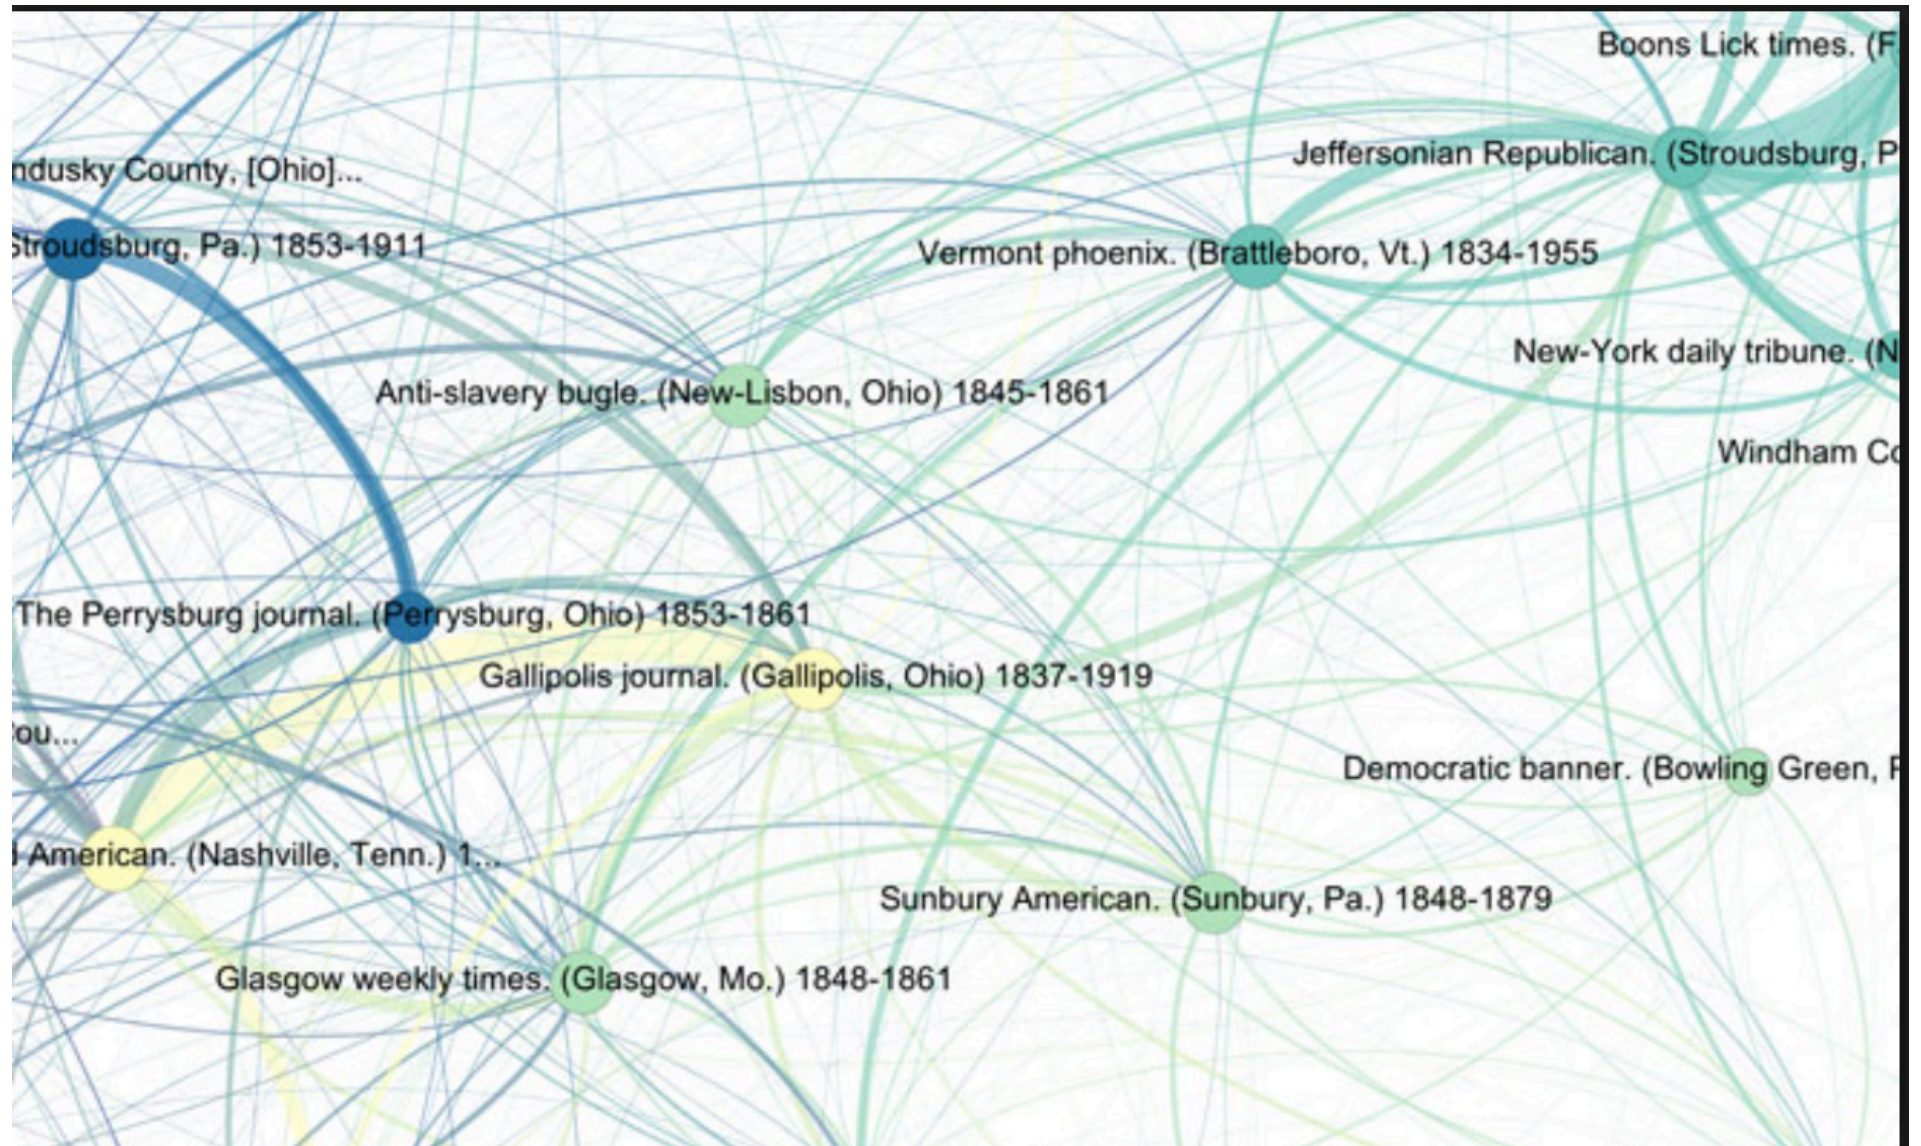 Boons Lick times. (F
Jeffersonian Republican. (Stroudsburg, P
ndusky County, [Ohio]...
Stroudsburg, Pa.) 1853-1911
Vermont phoenix. (Brattleboro, Vt.) 1834-1955
New-York daily tribune. (N
Anti-slavery bugle. (New-Lisbon, Ohio) 1845-1861
Windham Co
The Perrysburg journal. (Perrysburg, Ohio) 1853-1861
Gallipolis journal. (Gallipolis, Ohio) 1837-1919
ou...
Democratic banner. (Bowling Green, P
American. (Nashville, Tenn.) 1...
Sunbury American. (Sunbury, Pa.) 1848-1879
Glasgow weekly times. (Glasgow, Mo.) 1848-1861